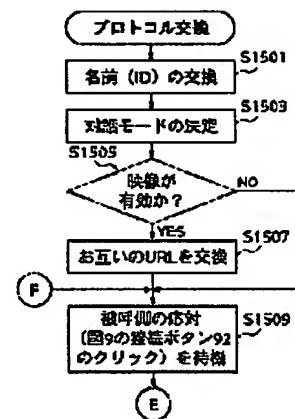 プロトコル交換
S1501
名前 (ID) の交換
S1503
対話モードの決定
S1505
映像が
有効か?
NO
YES
S1507
お互いのURLを交換
F
S1509
被呼側の応対
(図9の接続ボタン92
のクリック) を待機
E